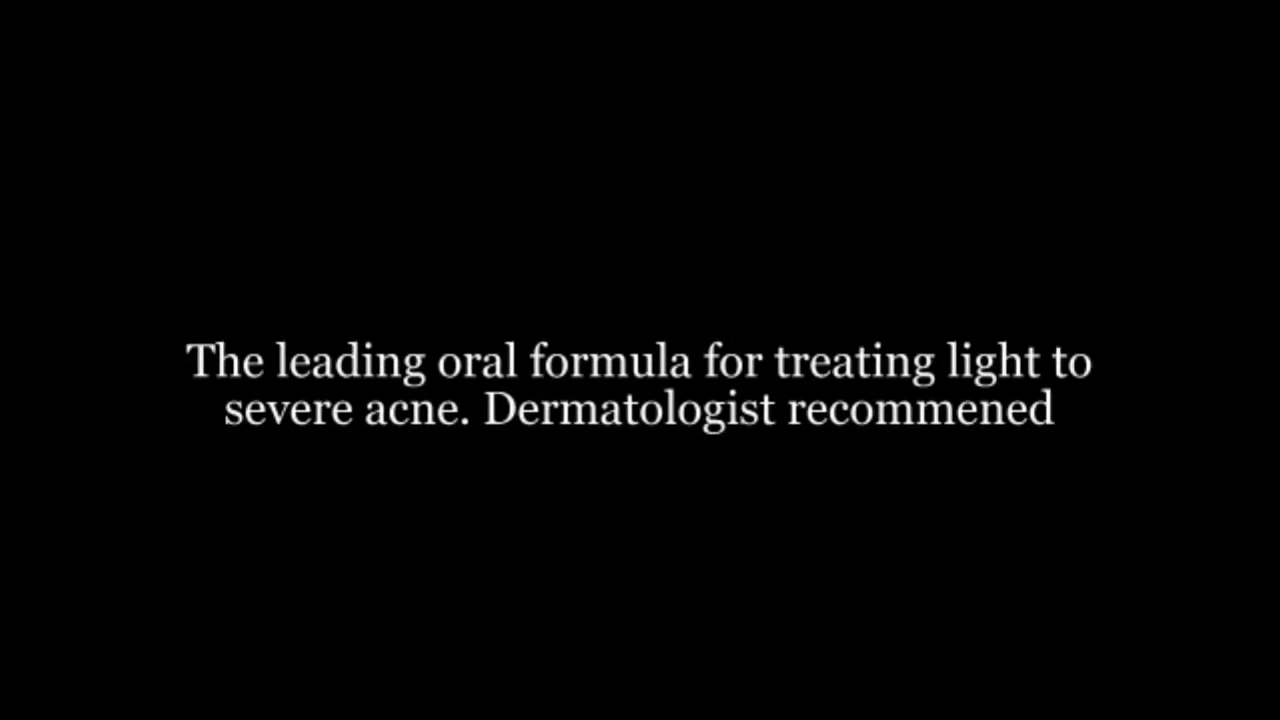 The leading oral formula for treating light to
severe acne. Dermatologist recommened